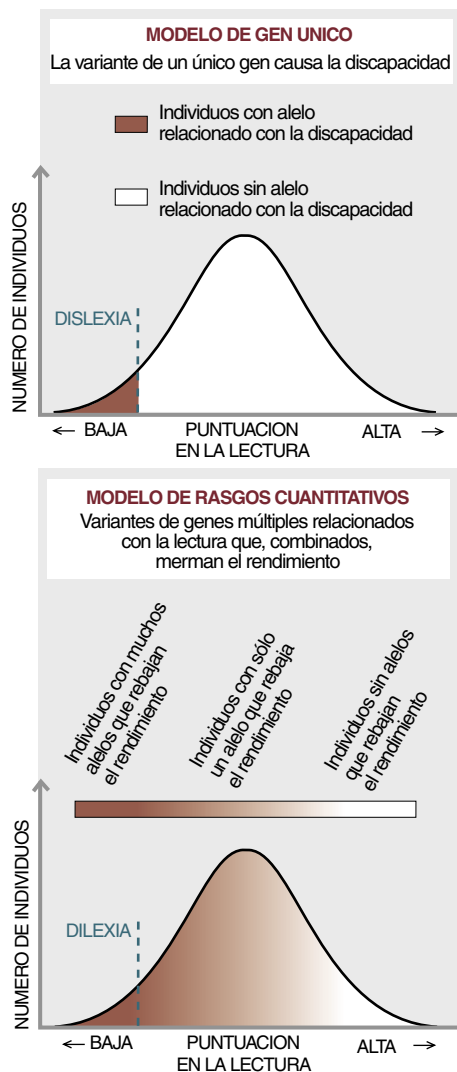 MODELO DE GEN UNICO
La variante de un único gen causa la discapacidad
Individuos con alelo
relacionado con la discapacidad
Individuos sin alelo
relacionado con la discapacidad
NUMERO DE INDIVIDUOS
DISLEXIA
← BAJA
PUNTUACION
EN LA LECTURA
ALTA →
MODELO DE RASGOS CUANTITATIVOS
Variantes de genes múltiples relacionados
con la lectura que, combinados,
merman el rendimiento
Individuos con muchos
alelos que rebajan
el rendimiento
Individuos con sólo
un alelo que rebaja
el rendimiento
Individuos sin alelos
que rebajan
el rendimiento
NUMERO DE INDIVIDUOS
DILEXIA
← BAJA
PUNTUACION
EN LA LECTURA
ALTA →